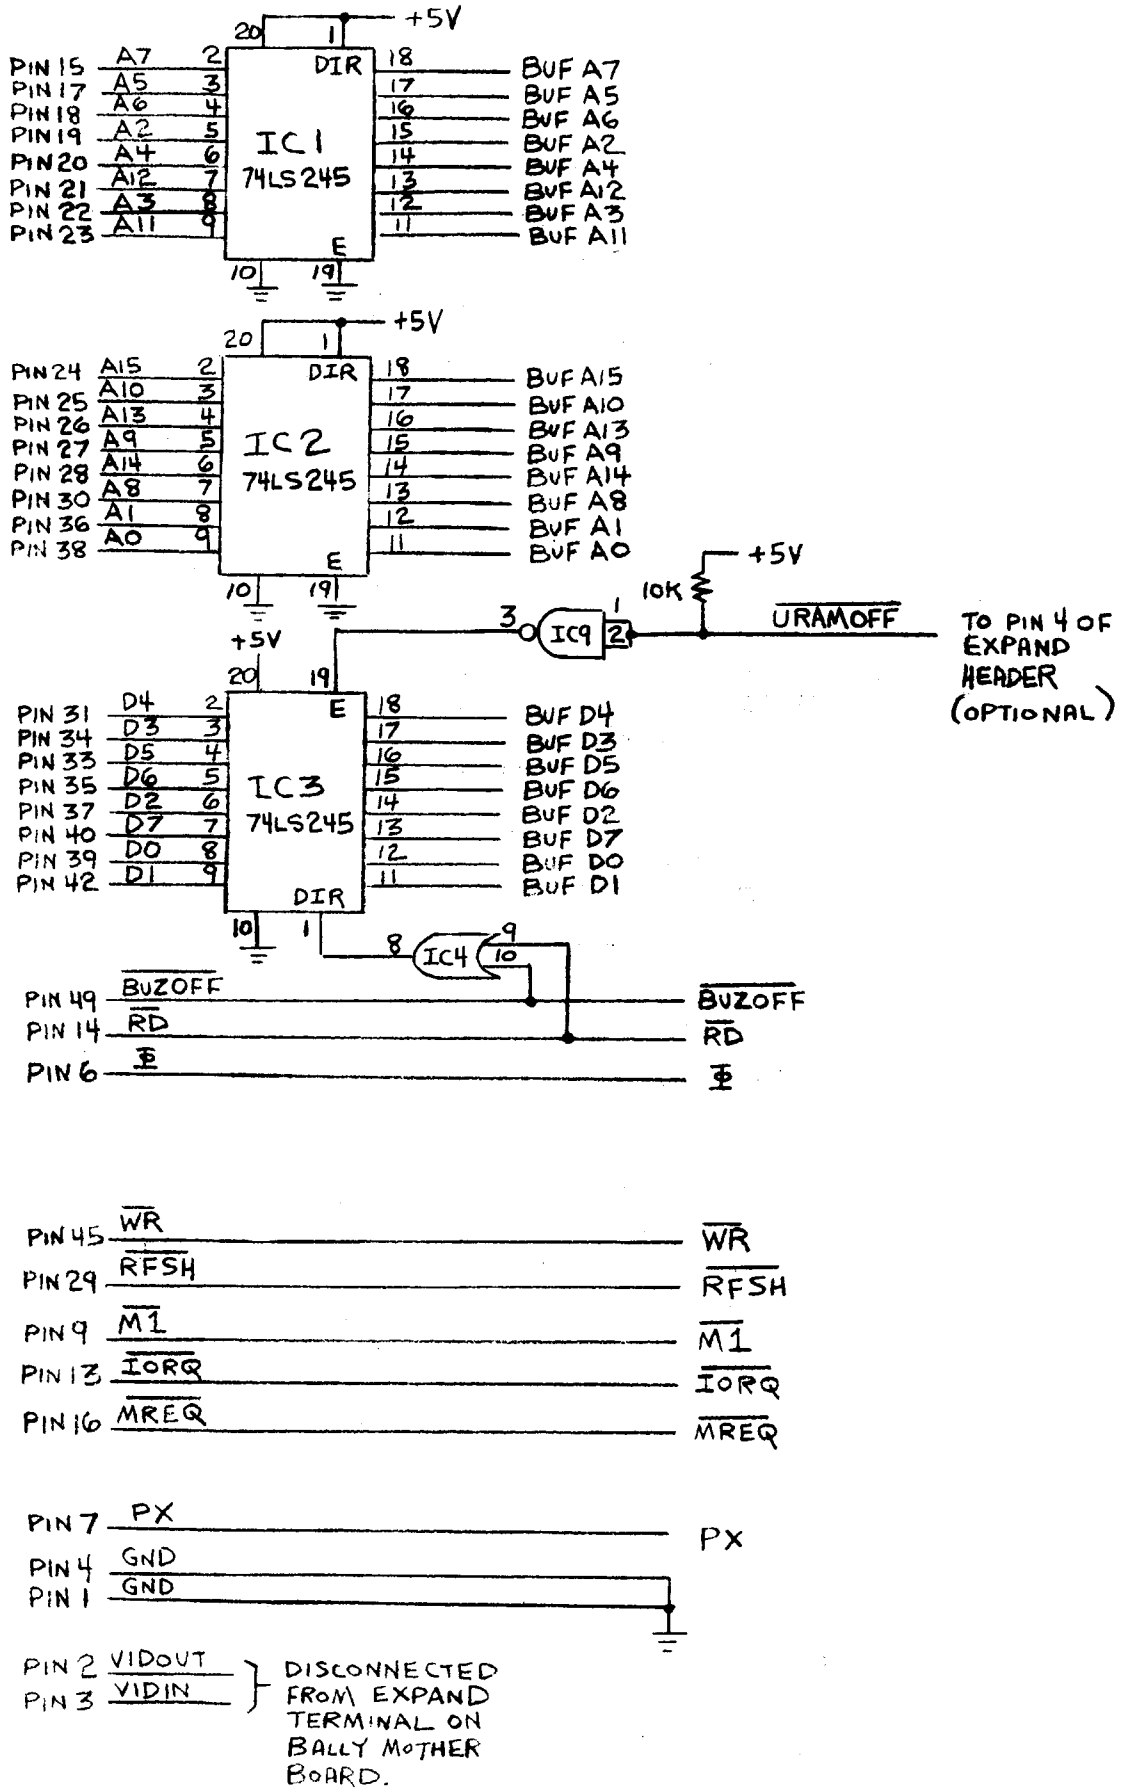 20 1 +5V
PIN 15 A7 2 DIR 18 BUF A7
PIN 17 A5 3 17 BUF A5
PIN 18 A6 4 16 BUF A6
PIN 19 A2 5 IC1 15 BUF A2
PIN 20 A4 6 74LS245 14 BUF A4
PIN 21 A12 7 13 BUF A12
PIN 22 A3 8 12 BUF A3
PIN 23 A11 9 E 11 BUF A11
10 19
20 1 +5V
PIN 24 A15 2 DIR 18 BUF A15
PIN 25 A10 3 17 BUF A10
PIN 26 A13 4 16 BUF A13
PIN 27 A9 5 IC2 15 BUF A9
PIN 28 A14 6 74LS245 14 BUF A14
PIN 30 A8 7 13 BUF A8
PIN 36 A1 8 12 BUF A1
PIN 38 A0 9 E 11 BUF A0
10 19
+5V
10K
3 IC9 1
2
URAMOFF
TO PIN 4 OF
EXPAND
HEADER
(OPTIONAL)
+5V
20 19
PIN 31 D4 2 E 18 BUF D4
PIN 34 D3 3 17 BUF D3
PIN 33 D5 4 16 BUF D5
PIN 35 D6 5 IC3 15 BUF D6
PIN 37 D2 6 74LS245 14 BUF D2
PIN 40 D7 7 13 BUF D7
PIN 39 D0 8 12 BUF D0
PIN 42 D1 9 DIR 11 BUF D1
10 1 8 IC4 9
10
PIN 49 BUZOFF BUZOFF
PIN 14 RD RD
PIN 6 Φ Φ
PIN 45 WR WR
PIN 29 RFSH RFSH
PIN 9 M1 M1
PIN 13 IORQ IORQ
PIN 16 MREQ MREQ
PIN 7 PX PX
PIN 4 GND
PIN 1 GND
PIN 2 VIDOUT
PIN 3 VIDIN
DISCONNECTED
FROM EXPAND
TERMINAL ON
BALLY MOTHER
BOARD.